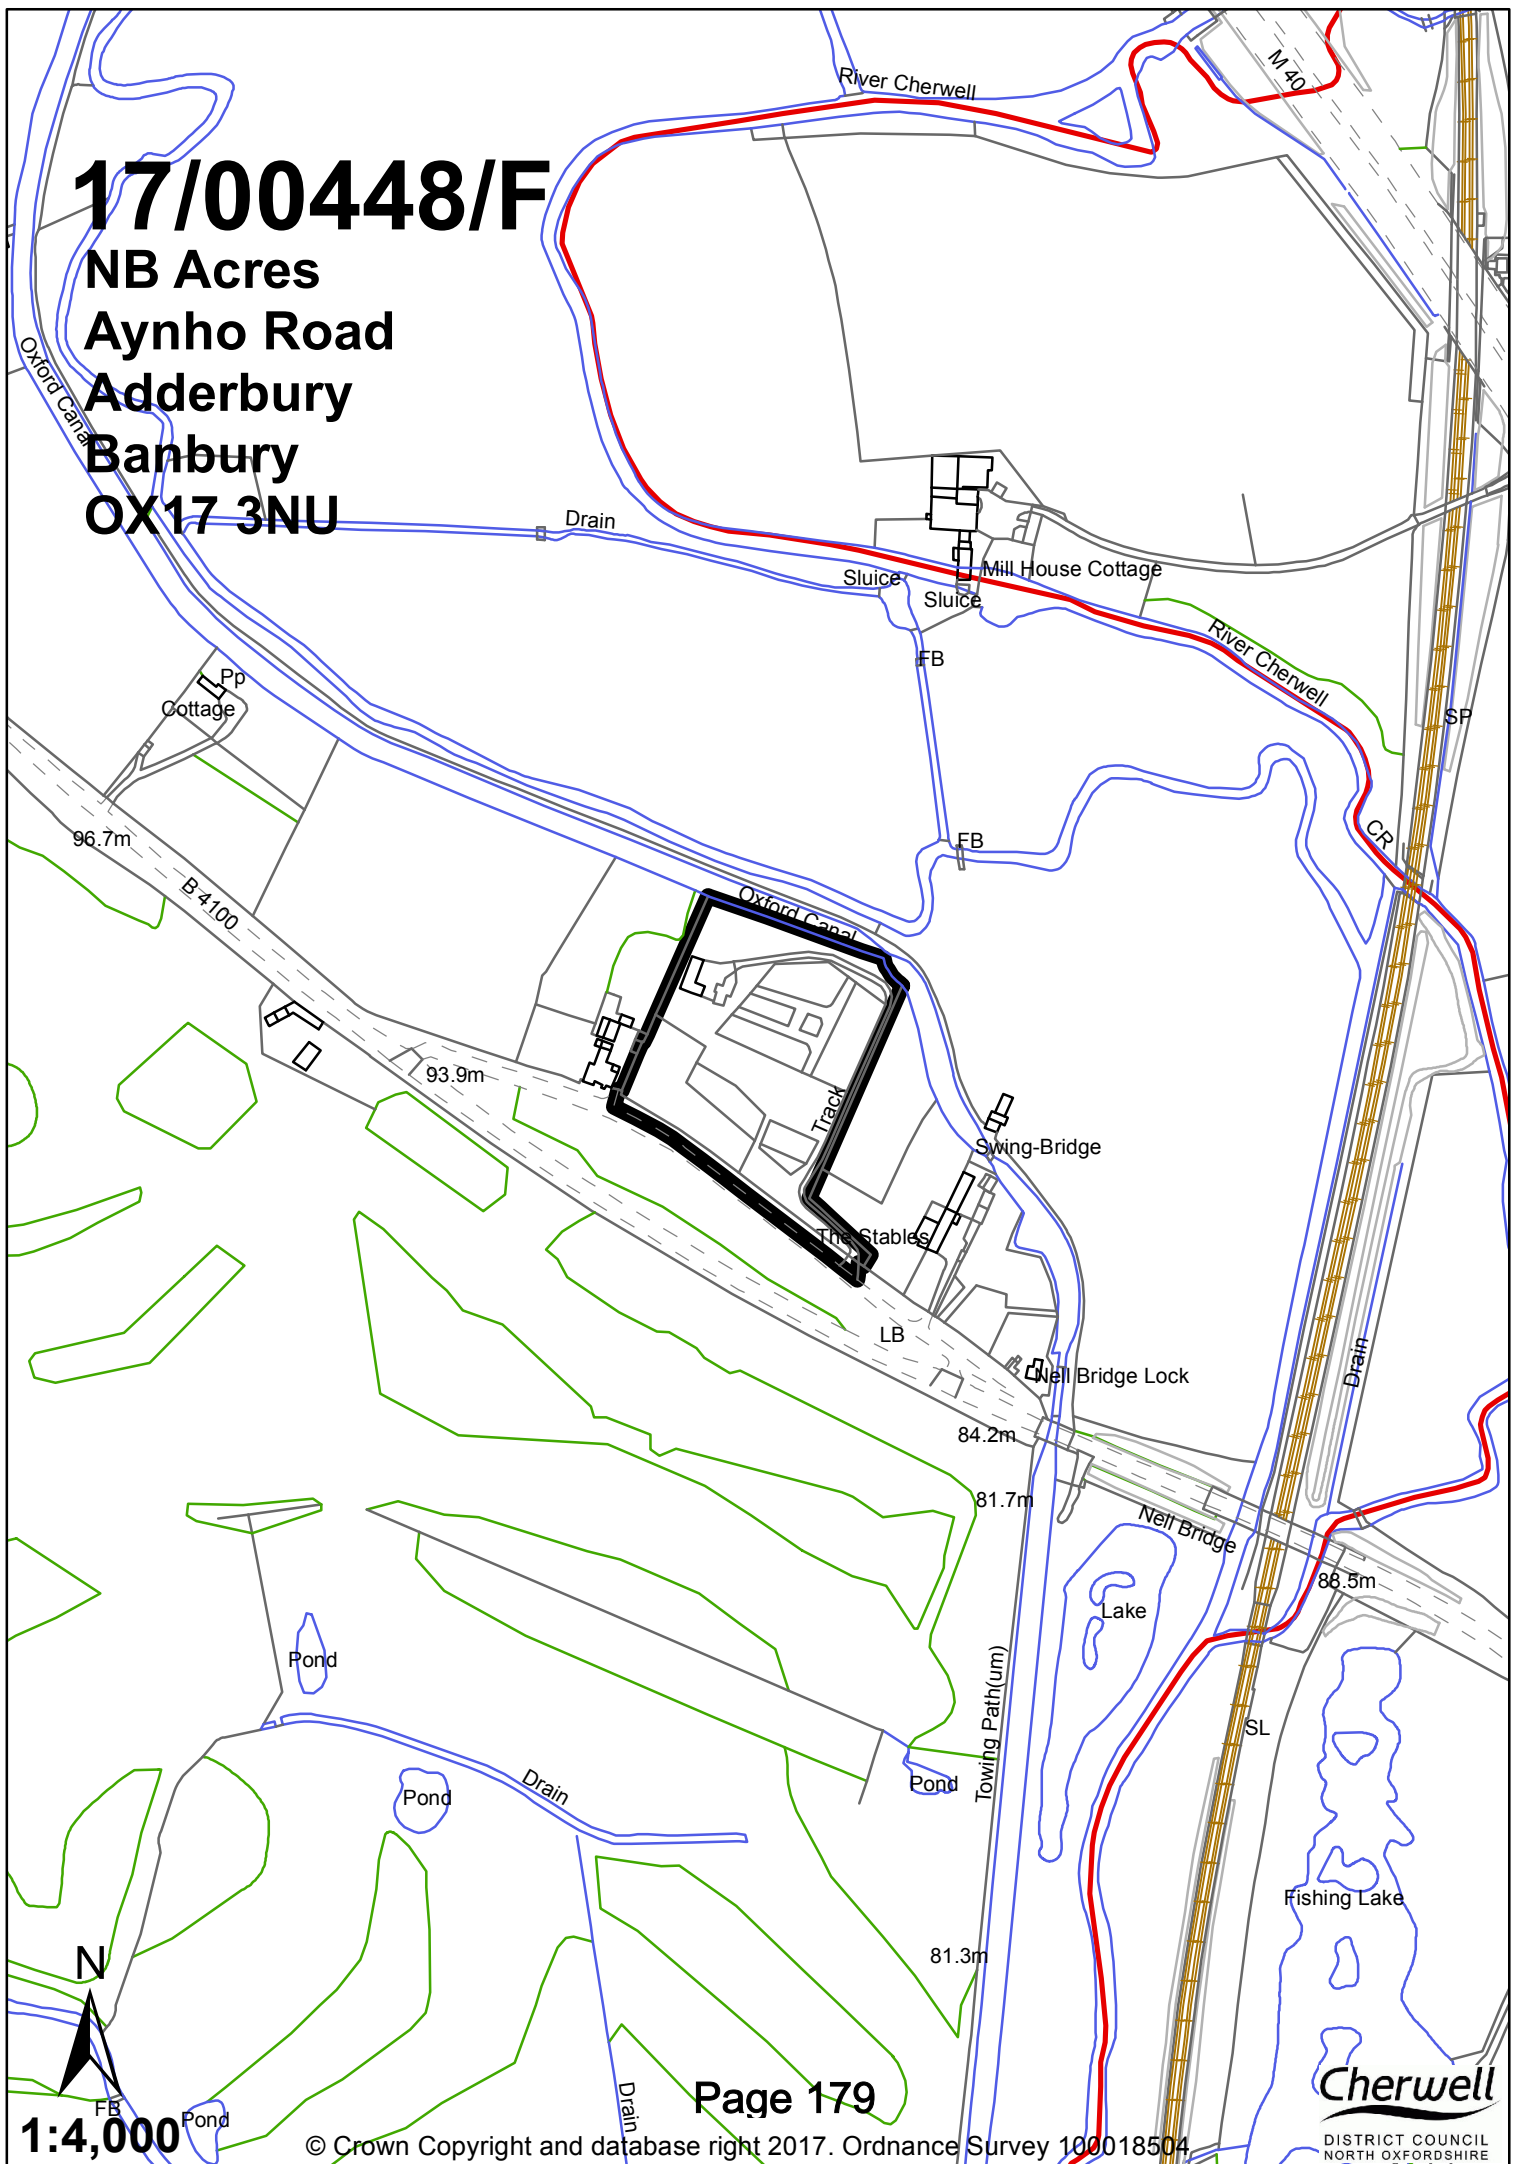 River Cherwell
M 40
17/00448/F
NB Acres
Aynho Road
Adderbury
Banbury
OX17 3NU
Oxford Canal
Drain
Sluice
Mill House Cottage
Sluice
River Cherwell
FB
Pp
Cottage
SP
96.7m
CR
FB
B 4100
Oxford Canal
93.9m
Track
Swing-Bridge
The Stables
LB
Drain
Nell Bridge Lock
84.2m
81.7m
Nell Bridge
88.5m
Lake
Pond
Towing Path(um)
SL
Pond
Drain
Pond
Fishing Lake
81.3m
N
FB
Pond
Drain
Page 179
1:4,000
© Crown Copyright and database right 2017. Ordnance Survey 100018504
Cherwell
DISTRICT COUNCIL
NORTH OXFORDSHIRE